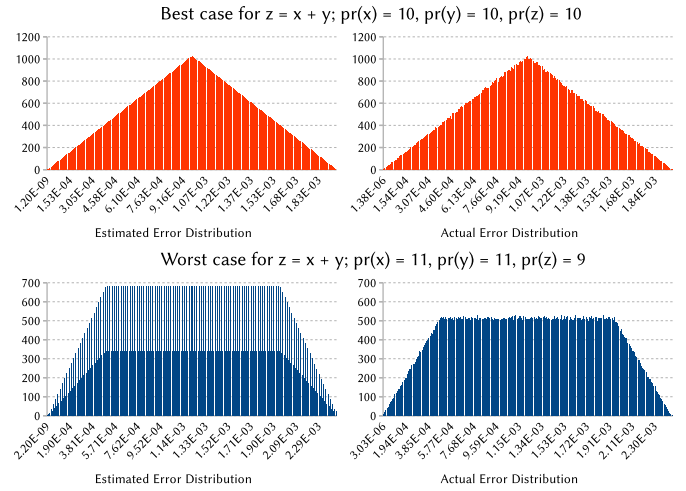 Best case for z = x + y; pr(x) = 10, pr(y) = 10, pr(z) = 10
1200
1000
800
600
400
200
0
1.20E-09
1.53E-04
3.05E-04
4.58E-04
6.10E-04
7.63E-04
9.16E-04
1.07E-03
1.22E-03
1.37E-03
1.53E-03
1.68E-03
1.83E-03
Estimated Error Distribution
1200
1000
800
600
400
200
0
1.38E-06
1.54E-04
3.07E-04
4.60E-04
6.13E-04
7.66E-04
9.19E-04
1.07E-03
1.22E-03
1.38E-03
1.53E-03
1.68E-03
1.84E-03
Actual Error Distribution
Worst case for z = x + y; pr(x) = 11, pr(y) = 11, pr(z) = 9
700
600
500
400
300
200
100
0
2.20E-09
1.90E-04
3.81E-04
5.71E-04
7.62E-04
9.52E-04
1.14E-03
1.33E-03
1.52E-03
1.71E-03
1.90E-03
2.09E-03
2.29E-03
Estimated Error Distribution
700
600
500
400
300
200
100
0
3.03E-06
1.94E-04
3.85E-04
5.77E-04
7.68E-04
9.59E-04
1.15E-03
1.34E-03
1.53E-03
1.72E-03
1.91E-03
2.11E-03
2.30E-03
Actual Error Distribution